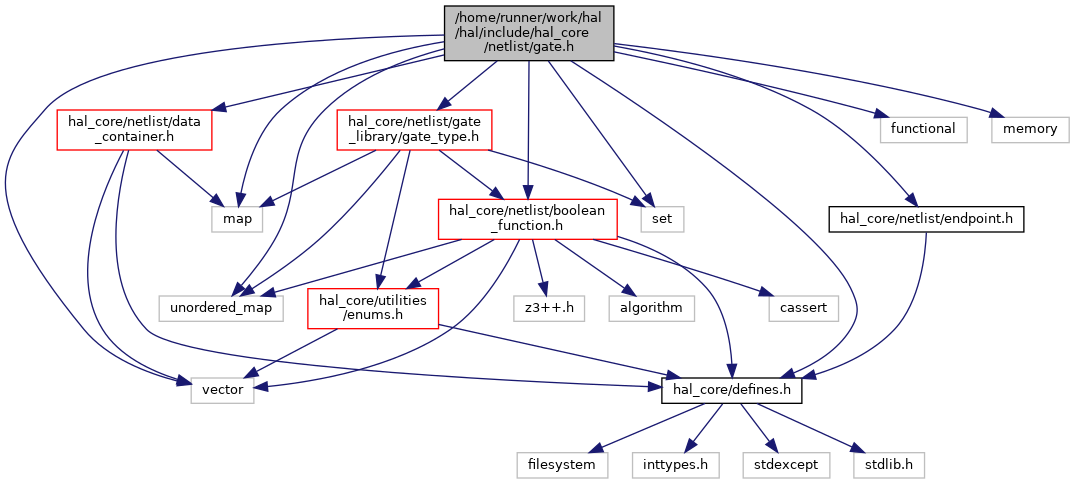 /home/runner/work/hal
/hal/include/hal_core
/netlist/gate.h
hal_core/netlist/data
_container.h
hal_core/netlist/gate
_library/gate_type.h
functional
memory
map
hal_core/netlist/boolean
_function.h
set
hal_core/netlist/endpoint.h
unordered_map
hal_core/utilities
/enums.h
z3++.h
algorithm
cassert
vector
hal_core/defines.h
filesystem
inttypes.h
stdexcept
stdlib.h